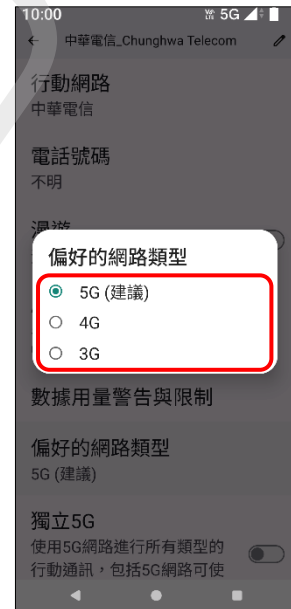 10:00 5G
中華電信_Chunghwa Telecom
行動網路
中華電信
電話號碼
不明
漫遊
偏好的網路類型
5G (建議)
4G
3G
數據用量警告與限制
偏好的網路類型
5G (建議)
獨立5G
使用5G網路進行所有類型的
行動通訊，包括5G網路可使